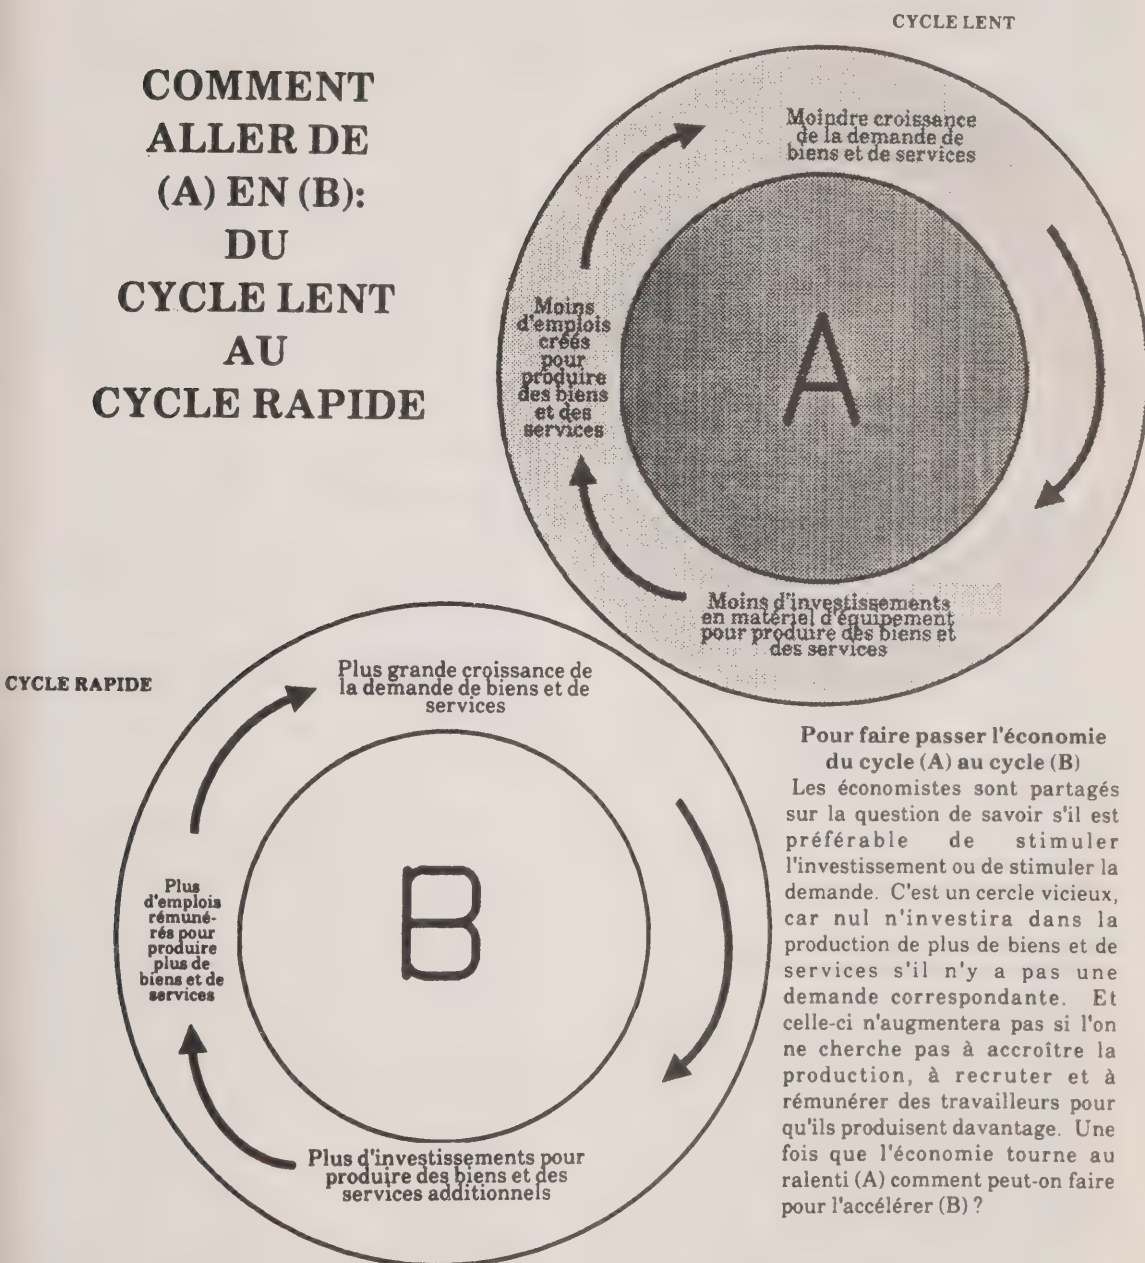 CYCLE LENT
COMMENT
ALLER DE
(A) EN (B):
DU
CYCLE LENT
AU
CYCLE RAPIDE
Moindre croissance
de la demande de
biens et de services
Moins
d'emplois
créés
pour
produire
des biens
et des
services
A
Moins d'investissements
en matériel d'équipement
pour produire des biens et
des services
CYCLE RAPIDE
Plus grande croissance de
la demande de biens et de
services
Plus
d'emplois
rémuné-
rés pour
produire
plus de
biens et de
services
B
Plus d'investissements pour
produire des biens et des
services additionnels
Pour faire passer l'économie
du cycle (A) au cycle (B)
Les économistes sont partagés
sur la question de savoir s'il est
préférable de stimuler
l'investissement ou de stimuler la
demande. C'est un cercle vicieux,
car nul n'investira dans la
production de plus de biens et de
services s'il n'y a pas une
demande correspondante. Et
celle-ci n'augmentera pas si l'on
ne cherche pas à accroître la
production, à recruter et à
rémunérer des travailleurs pour
qu'ils produisent davantage. Une
fois que l'économie tourne au
ralenti (A) comment peut-on faire
pour l'accélérer (B) ?